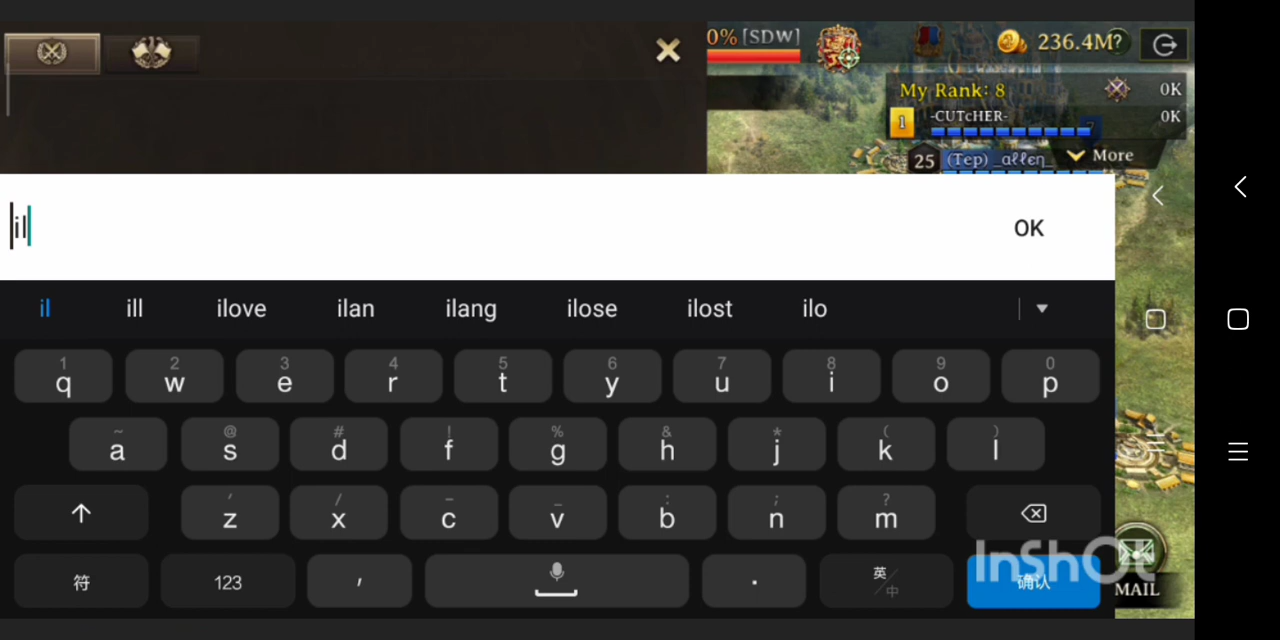 0% [SDW]
236.4M?
My Rank: 8
0K
1
-CUTcHER-
7
0K
25
(Tep) _αℓℓєη_
More
il
OK
il ill ilove ilan ilang ilose ilost ilo
1 2 3 4 5 6 7 8 9 0
q w e r t y u i o p
~ @ # ! % & * ( )
a s d f g h j k l
' / – _ : ; ?
z x c v b n m
符 123 , . 英/中 确认
InShOt
MAIL